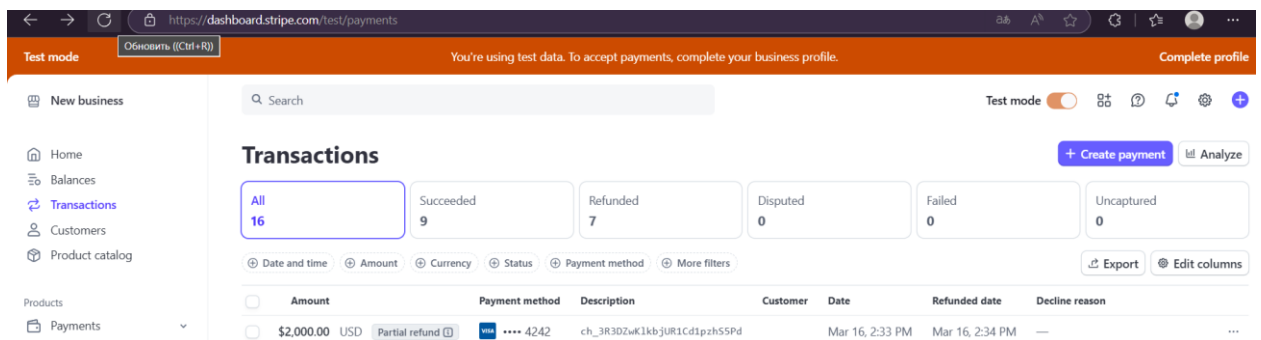 https://dashboard.stripe.com/test/payments
Обновить ((Ctrl+R))
Test mode
You're using test data. To accept payments, complete your business profile.
Complete profile
New business
Search
Test mode
Home
Balances
Transactions
Customers
Product catalog
Products
Payments
Transactions
+ Create payment
Analyze
All
16
Succeeded
9
Refunded
7
Disputed
0
Failed
0
Uncaptured
0
Date and time
Amount
Currency
Status
Payment method
More filters
Export
Edit columns
Amount Payment method Description Customer Date Refunded date Decline reason
$2,000.00 USD Partial refund VISA •••• 4242 ch_3R3DZwKlkbjUR1Cd1pzhS5Pd Mar 16, 2:33 PM Mar 16, 2:34 PM —